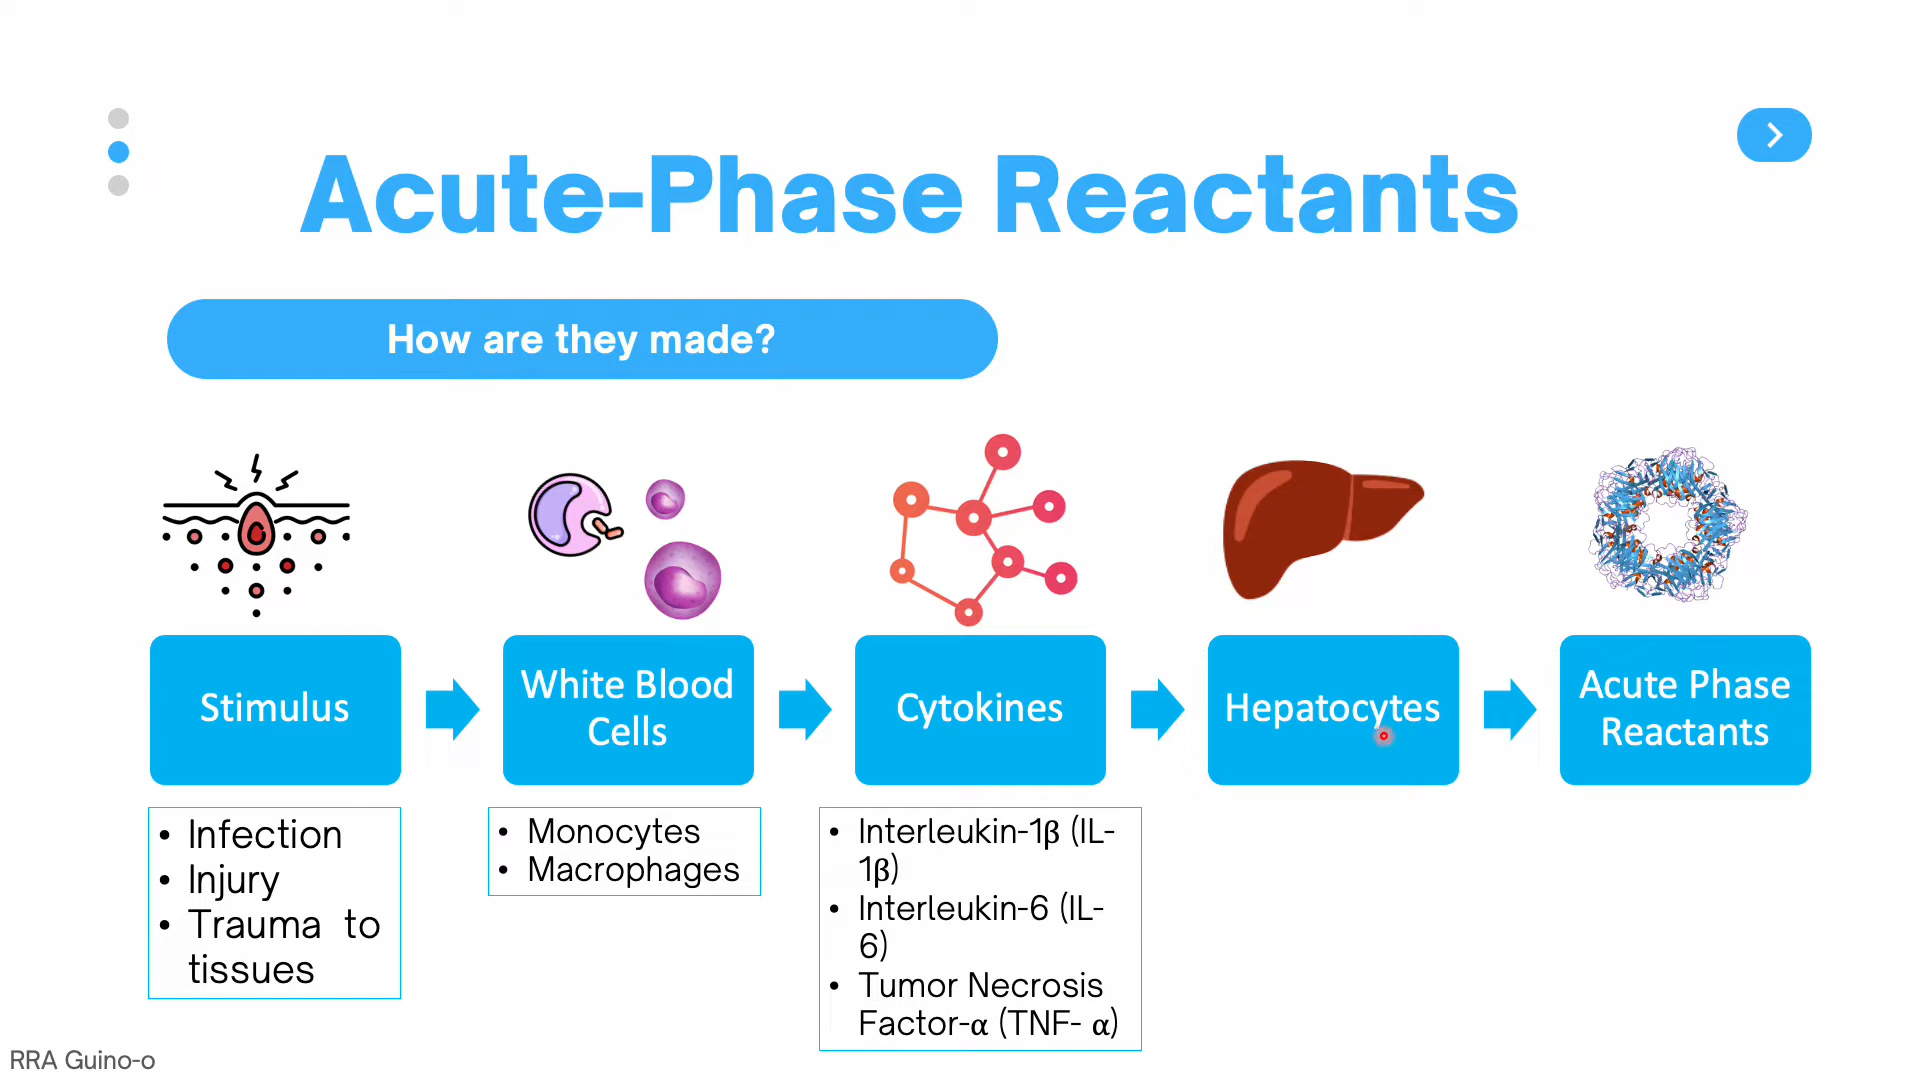 Acute-Phase Reactants
How are they made?
Stimulus
White Blood
Cells
Cytokines
Hepatocytes
Acute Phase
Reactants
• Infection
• Injury
• Trauma to
tissues
• Monocytes
• Macrophages
• Interleukin-1β (IL-
1β)
• Interleukin-6 (IL-
6)
• Tumor Necrosis
Factor-α (TNF- α)
RRA Guino-o